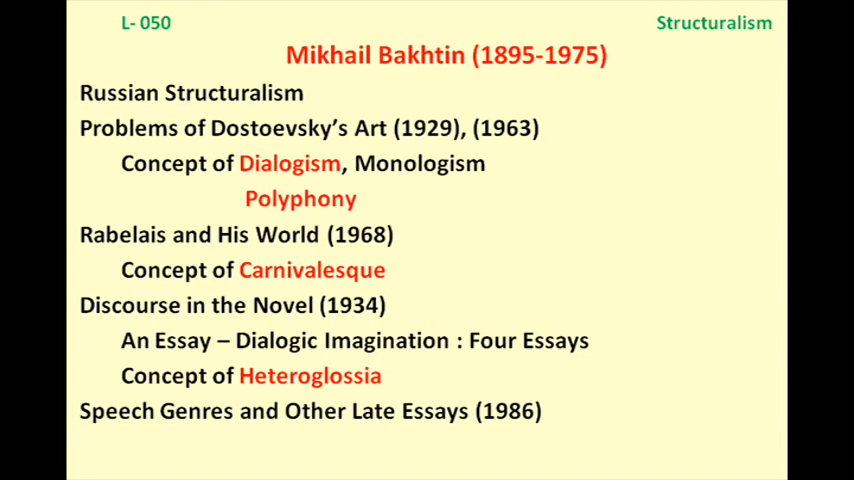 L- 050
Structuralism
Mikhail Bakhtin (1895-1975)
Russian Structuralism
Problems of Dostoevsky's Art (1929), (1963)
Concept of Dialogism, Monologism
Polyphony
Rabelais and His World (1968)
Concept of Carnivalesque
Discourse in the Novel (1934)
An Essay – Dialogic Imagination : Four Essays
Concept of Heteroglossia
Speech Genres and Other Late Essays (1986)